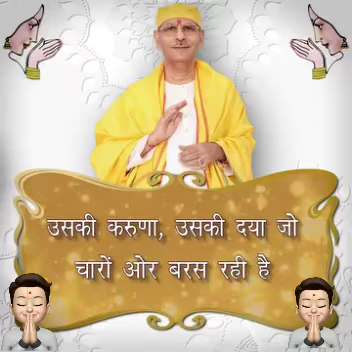 उसकी करुणा, उसकी दया जो
चारों ओर बरस रही है